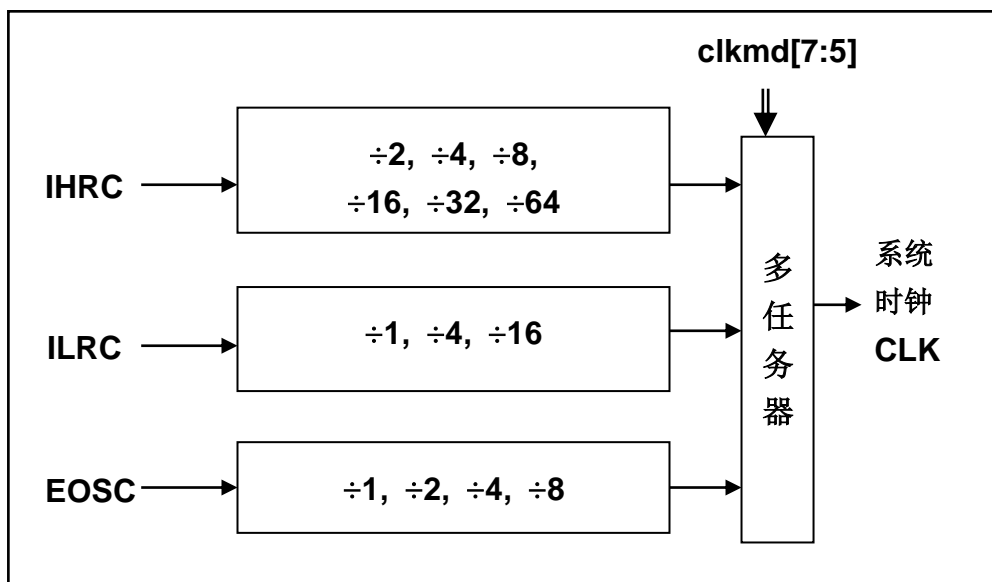 clkmd[7:5]
IHRC
÷2, ÷4, ÷8,
÷16, ÷32, ÷64
ILRC
÷1, ÷4, ÷16
EOSC
÷1, ÷2, ÷4, ÷8
多
任
务
器
系统
时钟
CLK